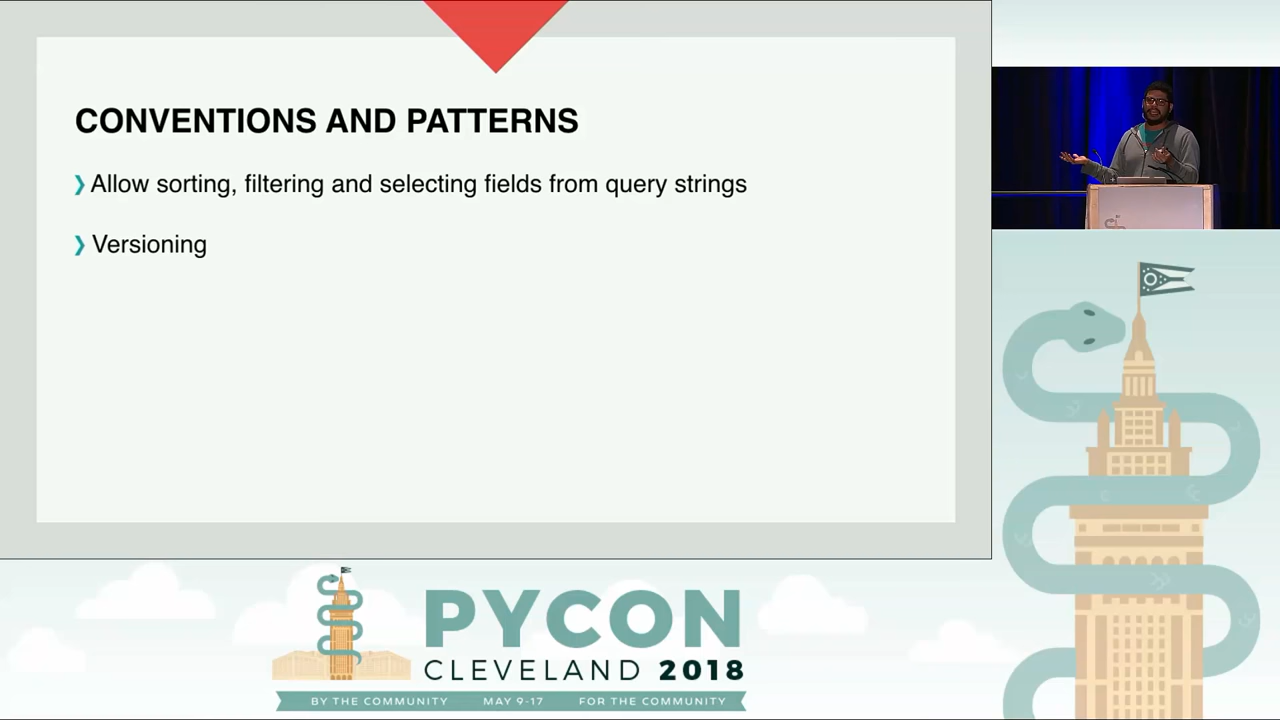 CONVENTIONS AND PATTERNS
❯ Allow sorting, filtering and selecting fields from query strings
❯ Versioning
PYCON
CLEVELAND 2018
BY THE COMMUNITY MAY 9-17 FOR THE COMMUNITY